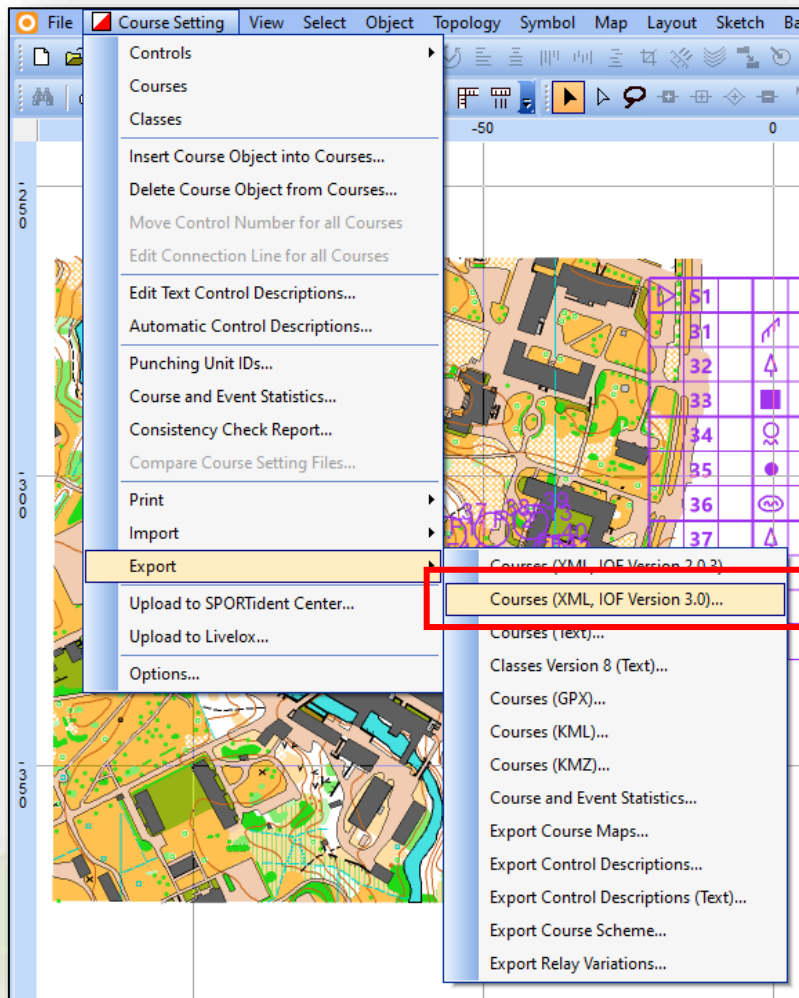 File Course Setting View Select Object Topology Symbol Map Layout Sketch Ba
Controls
Courses
Classes
Insert Course Object into Courses...
Delete Course Object from Courses...
Move Control Number for all Courses
Edit Connection Line for all Courses
Edit Text Control Descriptions...
Automatic Control Descriptions...
Punching Unit IDs...
Course and Event Statistics...
Consistency Check Report...
Compare Course Setting Files...
Print
Import
Export
Upload to SPORTident Center...
Upload to Livelox...
Options...
Courses (XML, IOF Version 2.0.3)...
Courses (XML, IOF Version 3.0)...
Courses (Text)...
Classes Version 8 (Text)...
Courses (GPX)...
Courses (KML)...
Courses (KMZ)...
Course and Event Statistics...
Export Course Maps...
Export Control Descriptions...
Export Control Descriptions (Text)...
Export Course Scheme...
Export Relay Variations...
-50 0
-250
-300
-350
S1
31
32
33
34
35
36
37
37 38 39